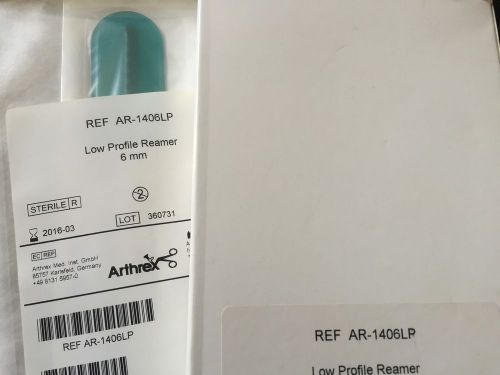 REF AR-1406LP
Low Profile Reamer
6 mm
2
STERILE R
2016-03
LOT 360731
EC REP
Arthrex Med. Inst. GmbH
85757 Karlsfeld, Germany
+49 8131 5957-0
Arthrex
REF AR-1406LP
REF AR-1406LP
Low Profile Reamer